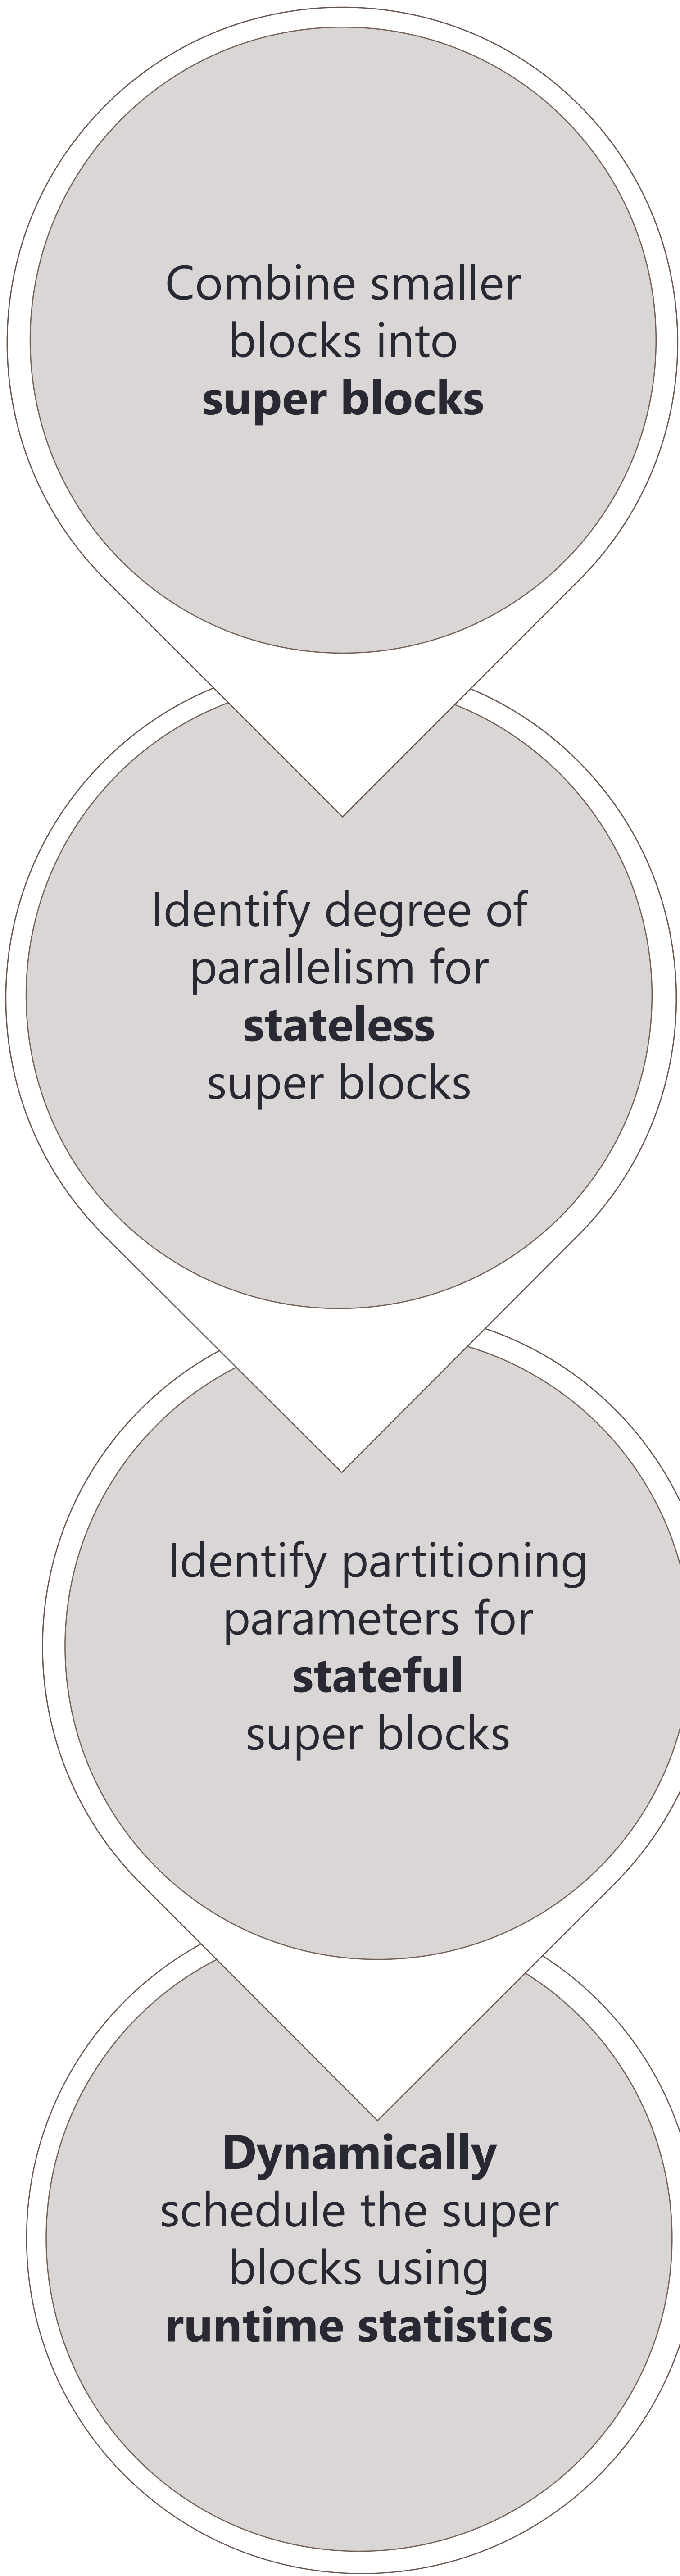 Combine smaller
blocks into
super blocks
Identify degree of
parallelism for
stateless
super blocks
Identify partitioning
parameters for
stateful
super blocks
Dynamically
schedule the super
blocks using
runtime statistics